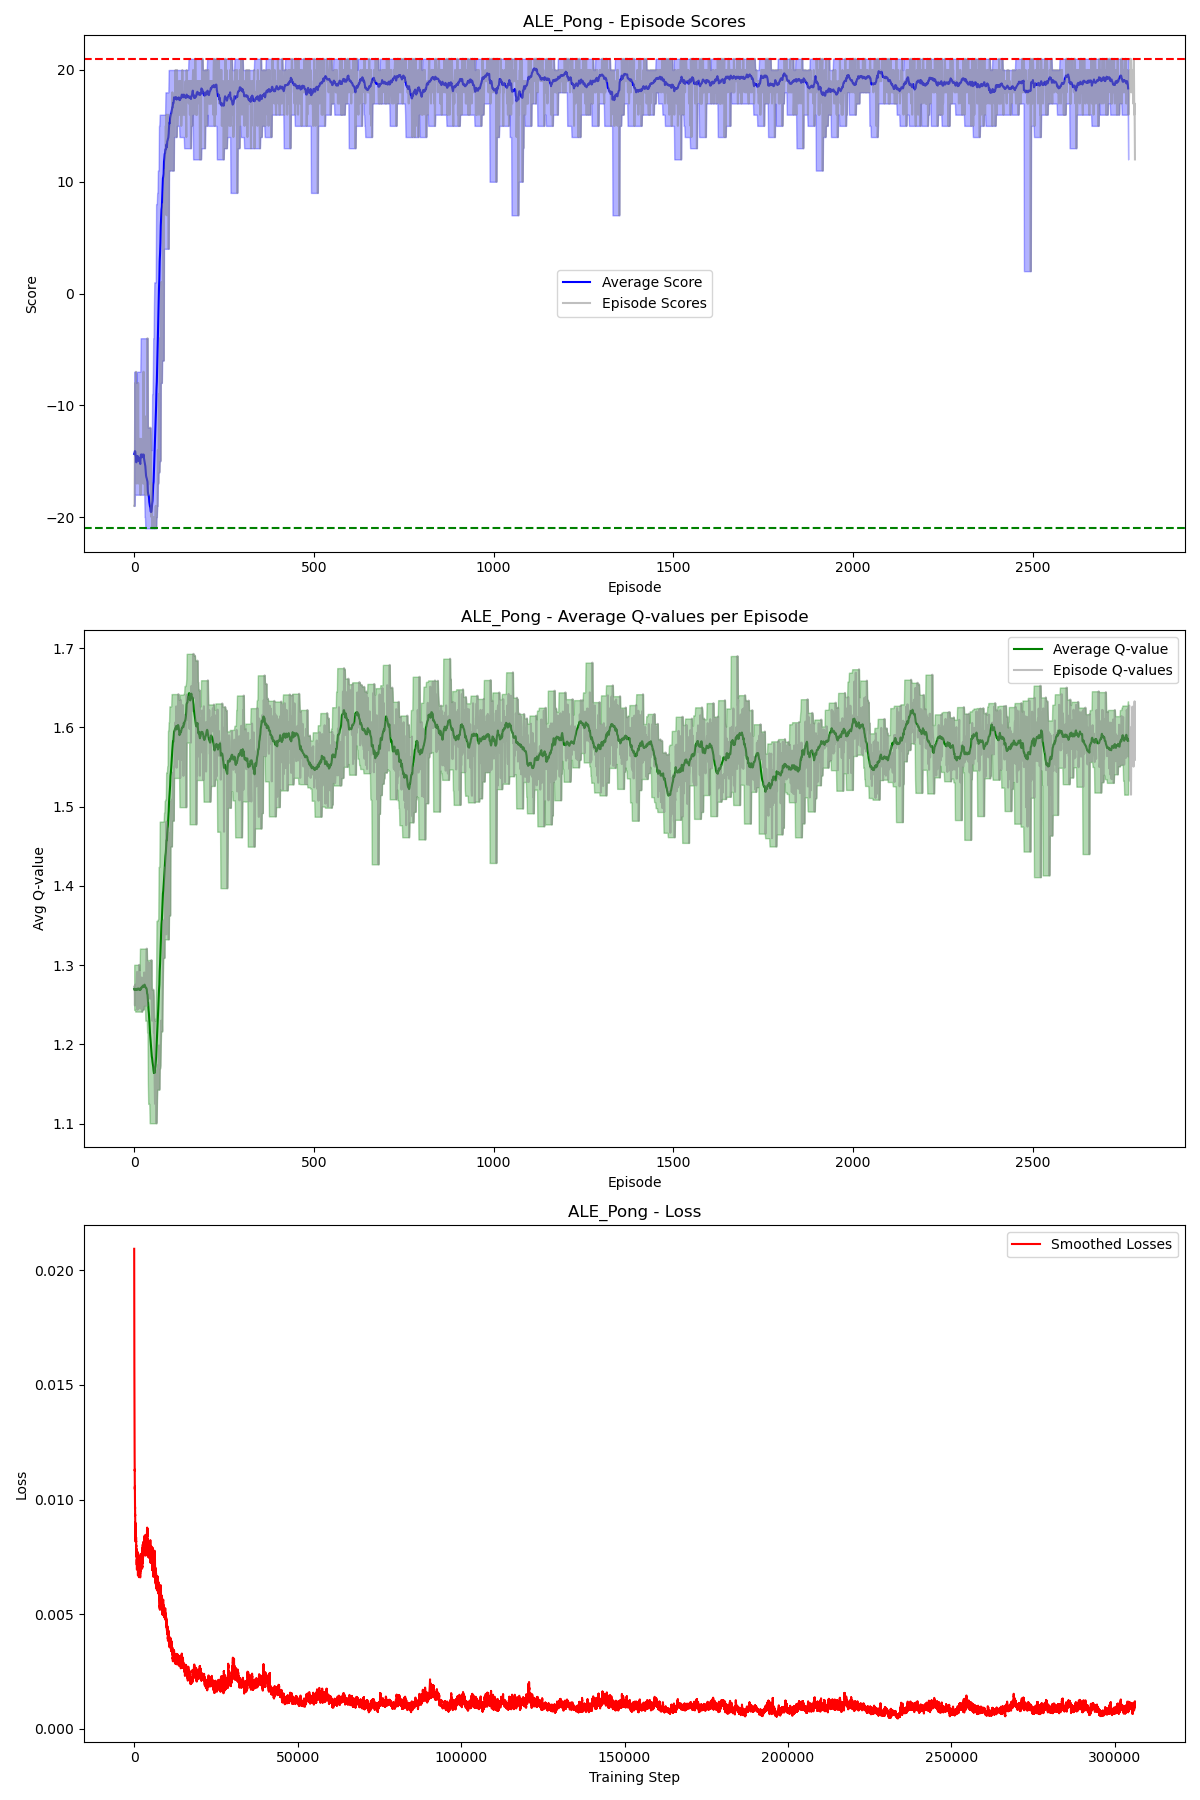 ALE_Pong - Episode Scores
Score
20
10
0
−10
−20
Average Score
Episode Scores
0 500 1000 1500 2000 2500
Episode
ALE_Pong - Average Q-values per Episode
Avg Q-value
1.7
1.6
1.5
1.4
1.3
1.2
1.1
Average Q-value
Episode Q-values
0 500 1000 1500 2000 2500
Episode
ALE_Pong - Loss
Loss
0.020
0.015
0.010
0.005
0.000
Smoothed Losses
0 50000 100000 150000 200000 250000 300000
Training Step